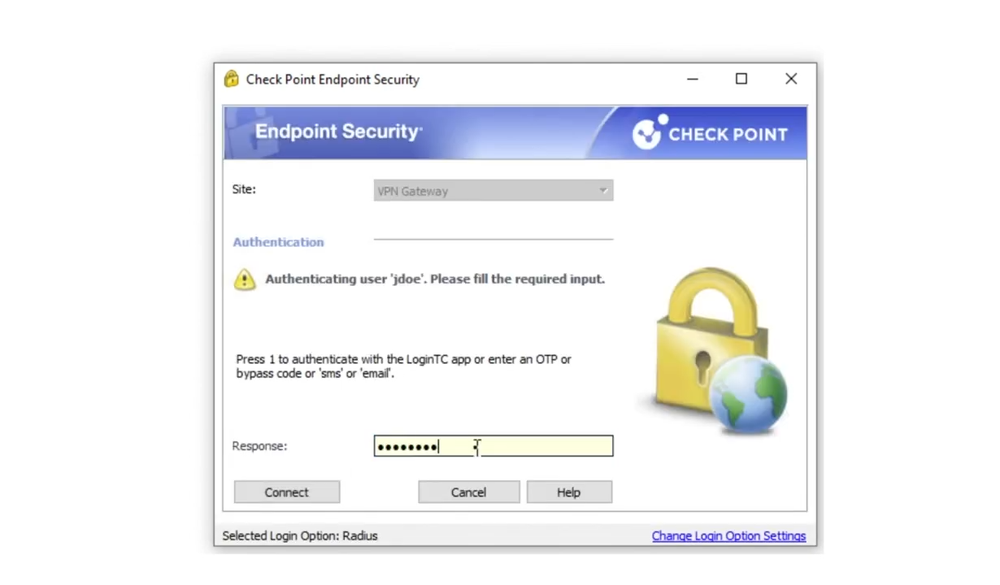 Check Point Endpoint Security
Endpoint Security
CHECK POINT
Site:
VPN Gateway
Authentication
Authenticating user 'jdoe'. Please fill the required input.
Press 1 to authenticate with the LoginTC app or enter an OTP or
bypass code or 'sms' or 'email'.
Response:
••••••••
Connect
Cancel
Help
Selected Login Option: Radius
Change Login Option Settings